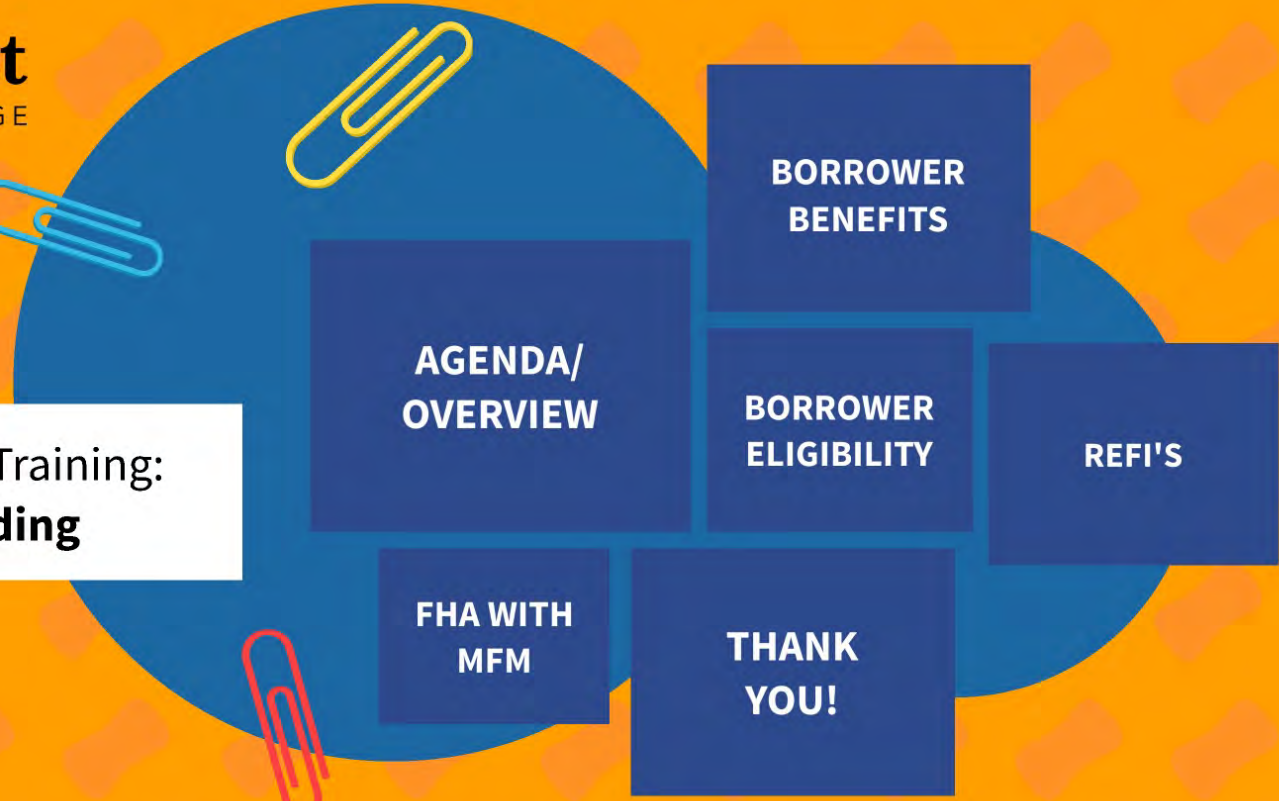 t
GE
Training:
ding
AGENDA/
OVERVIEW
BORROWER
BENEFITS
BORROWER
ELIGIBILITY
REFI'S
FHA WITH
MFM
THANK
YOU!